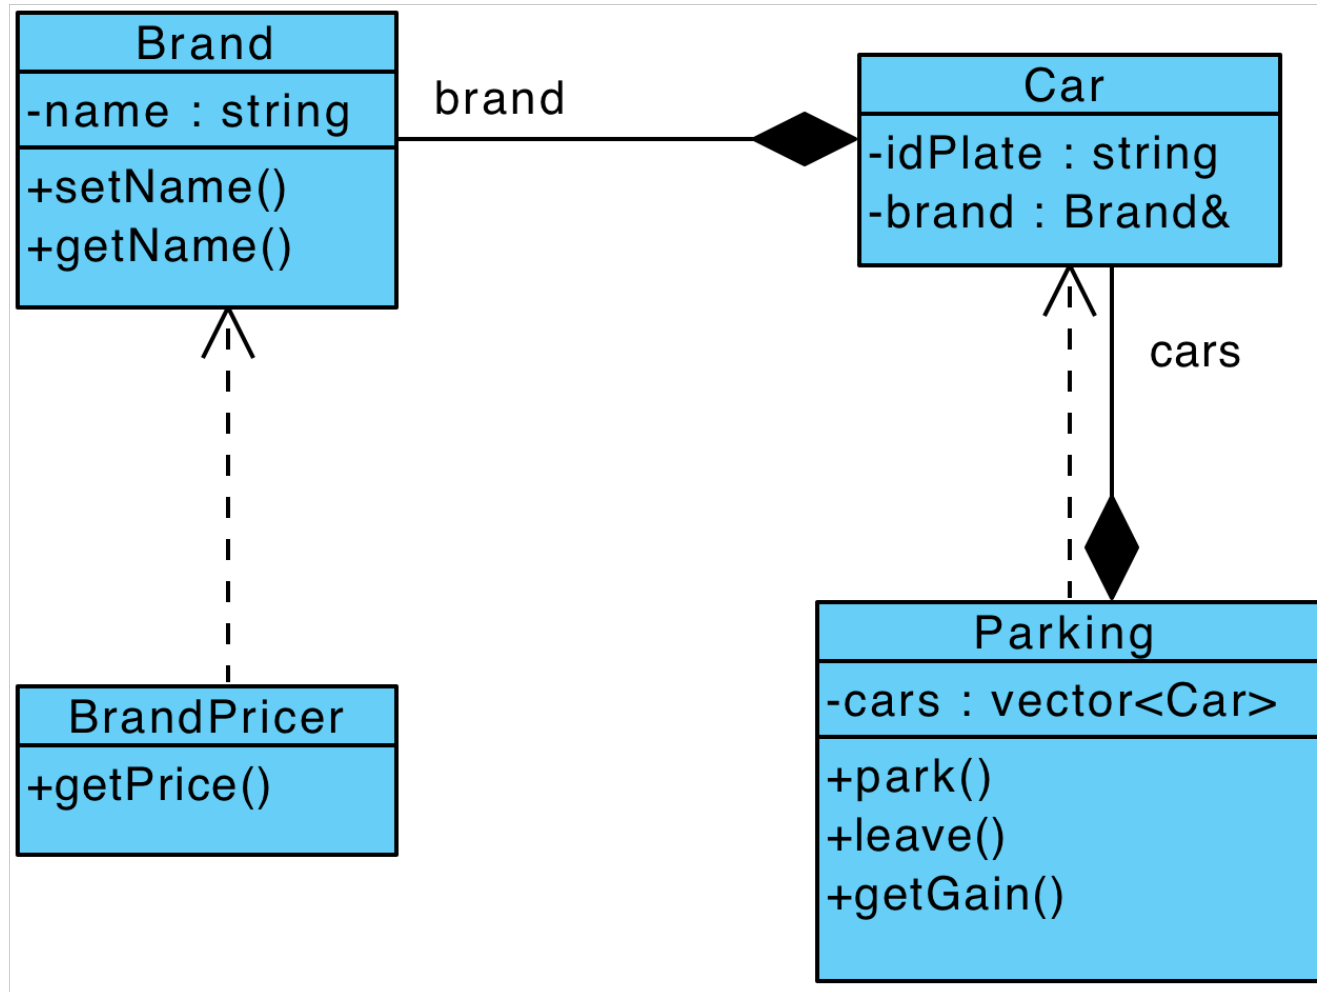 Brand
-name : string
+setName()
+getName()
brand
Car
-idPlate : string
-brand : Brand&
cars
BrandPricer
+getPrice()
Parking
-cars : vector<Car>
+park()
+leave()
+getGain()